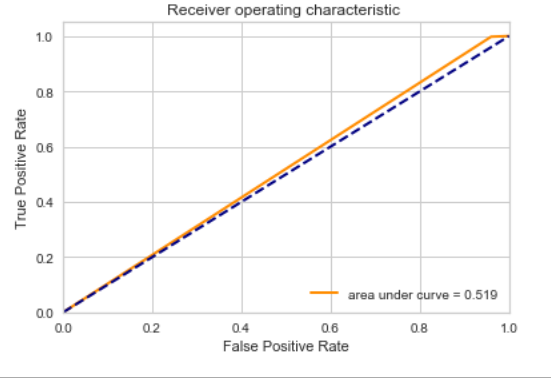 Receiver operating characteristic
1.0
0.8
0.6
0.4
0.2
0.0
True Positive Rate
area under curve = 0.519
0.0 0.2 0.4 0.6 0.8 1.0
False Positive Rate